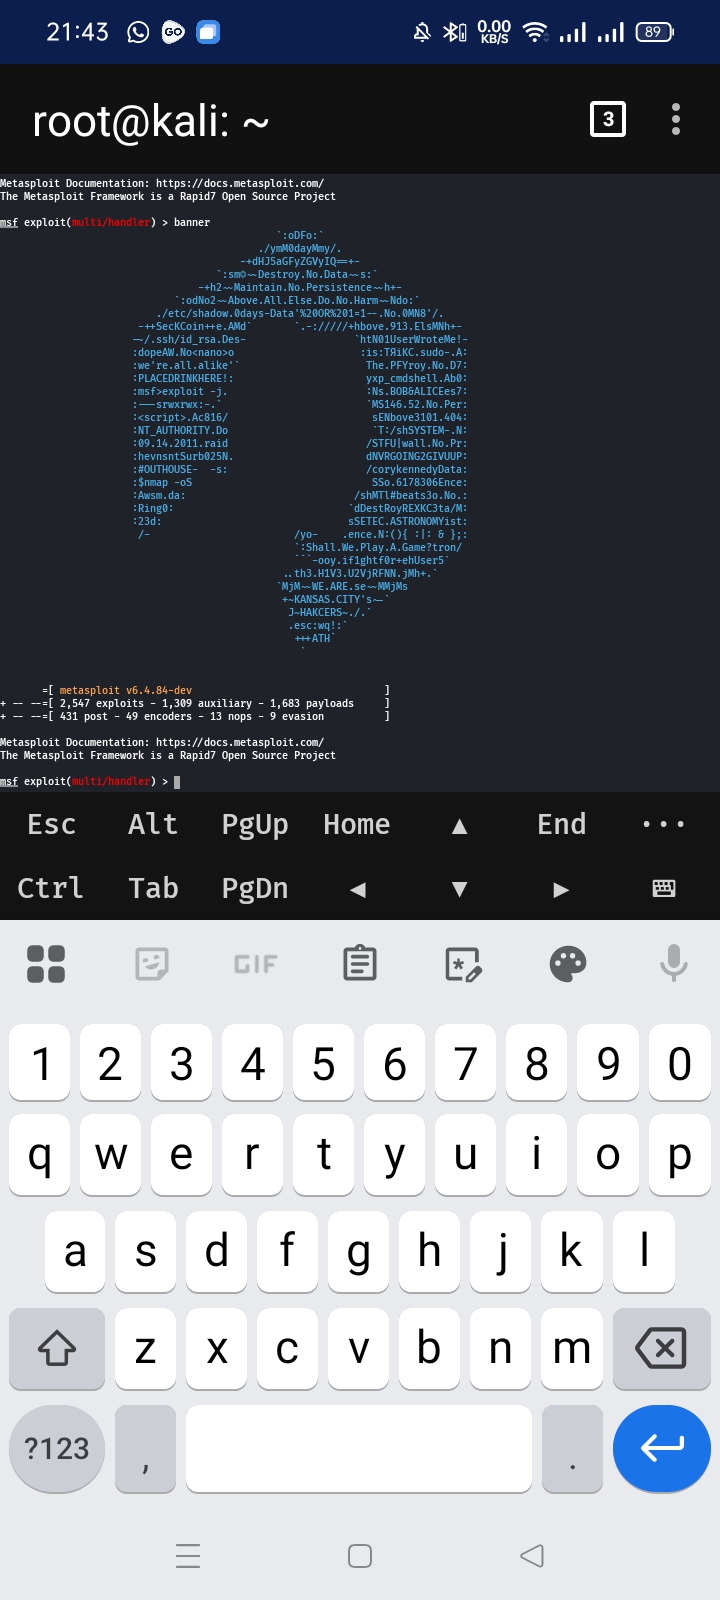 21:43 GO 0.00 KB/S 89
root@kali: ~ 3
Metasploit Documentation: https://docs.metasploit.com/
The Metasploit Framework is a Rapid7 Open Source Project
msf exploit(multi/handler) > banner
`:oDFo:`
./ymM0dayMmy/.
-+dHJ5aGFyZGVyIQ==+-
`:sm©~~Destroy.No.Data~~s:`
-+h2~~Maintain.No.Persistence~~h+-
`:odNo2~~Above.All.Else.Do.No.Harm~~Ndo:`
./etc/shadow.0days-Data'%20OR%201=1--.No.0MN8'/.
-++SecKCoin++e.AMd` `.-://///+hbove.913.ElsMNh+-
-~/.ssh/id_rsa.Des- `htN01UserWroteMe!-
:dopeAW.No<nano>o :is:TЯiKC.sudo-.A:
:we're.all.alike'` The.PFYroy.No.D7:
:PLACEDRINKHERE!: yxp_cmdshell.Ab0:
:msf>exploit -j. :Ns.BOB&ALICEes7:
:---srwxrwx:-.` `MS146.52.No.Per:
:<script>.Ac816/ sENbove3101.404:
:NT_AUTHORITY.Do `T:/shSYSTEM-.N:
:09.14.2011.raid /STFU|wall.No.Pr:
:hevnsntSurb025N. dNVRGOING2GIVUUP:
:#OUTHOUSE- -s: /corykennedyData:
:$nmap -oS SSo.6178306Ence:
:Awsm.da: /shMTl#beats3o.No.:
:Ring0: `dDestRoyREXKC3ta/M:
:23d: sSETEC.ASTRONOMYist:
/- /yo- .ence.N:(){ :|: & };:
`:Shall.We.Play.A.Game?tron/
```-ooy.if1ghtf0r+ehUser5`
..th3.H1V3.U2VjRFNN.jMh+.`
`MjM~~WE.ARE.se~~MMjMs
+~KANSAS.CITY's~-`
J~HAKCERS~./.`
.esc:wq!:`
+++ATH`
`
=[ metasploit v6.4.84-dev ]
+ -- --=[ 2,547 exploits - 1,309 auxiliary - 1,683 payloads ]
+ -- --=[ 431 post - 49 encoders - 13 nops - 9 evasion ]
Metasploit Documentation: https://docs.metasploit.com/
The Metasploit Framework is a Rapid7 Open Source Project
msf exploit(multi/handler) >
Esc Alt PgUp Home ▲ End ...
Ctrl Tab PgDn ◄ ▼ ►
GIF
1 2 3 4 5 6 7 8 9 0
q w e r t y u i o p
a s d f g h j k l
z x c v b n m
?123 , .